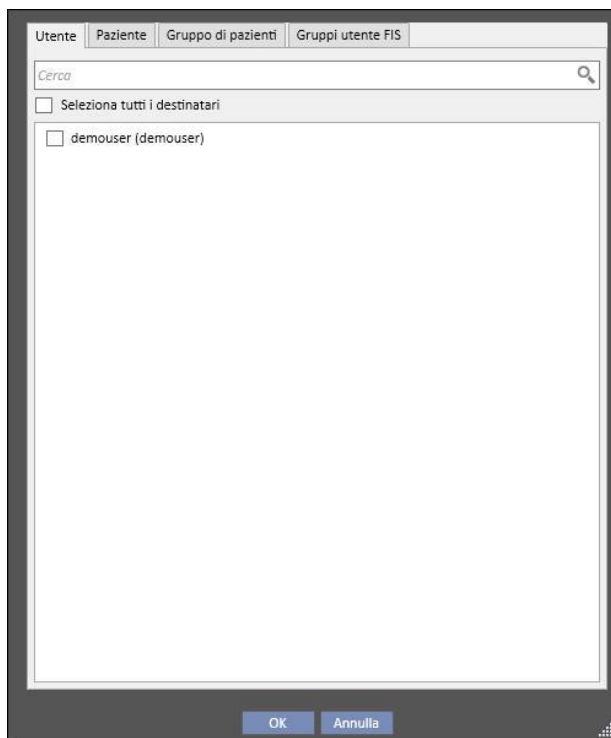 Utente Paziente Gruppo di pazienti Gruppi utente FIS
Cerca
Seleziona tutti i destinatari
demouser (demouser)
OK Annulla